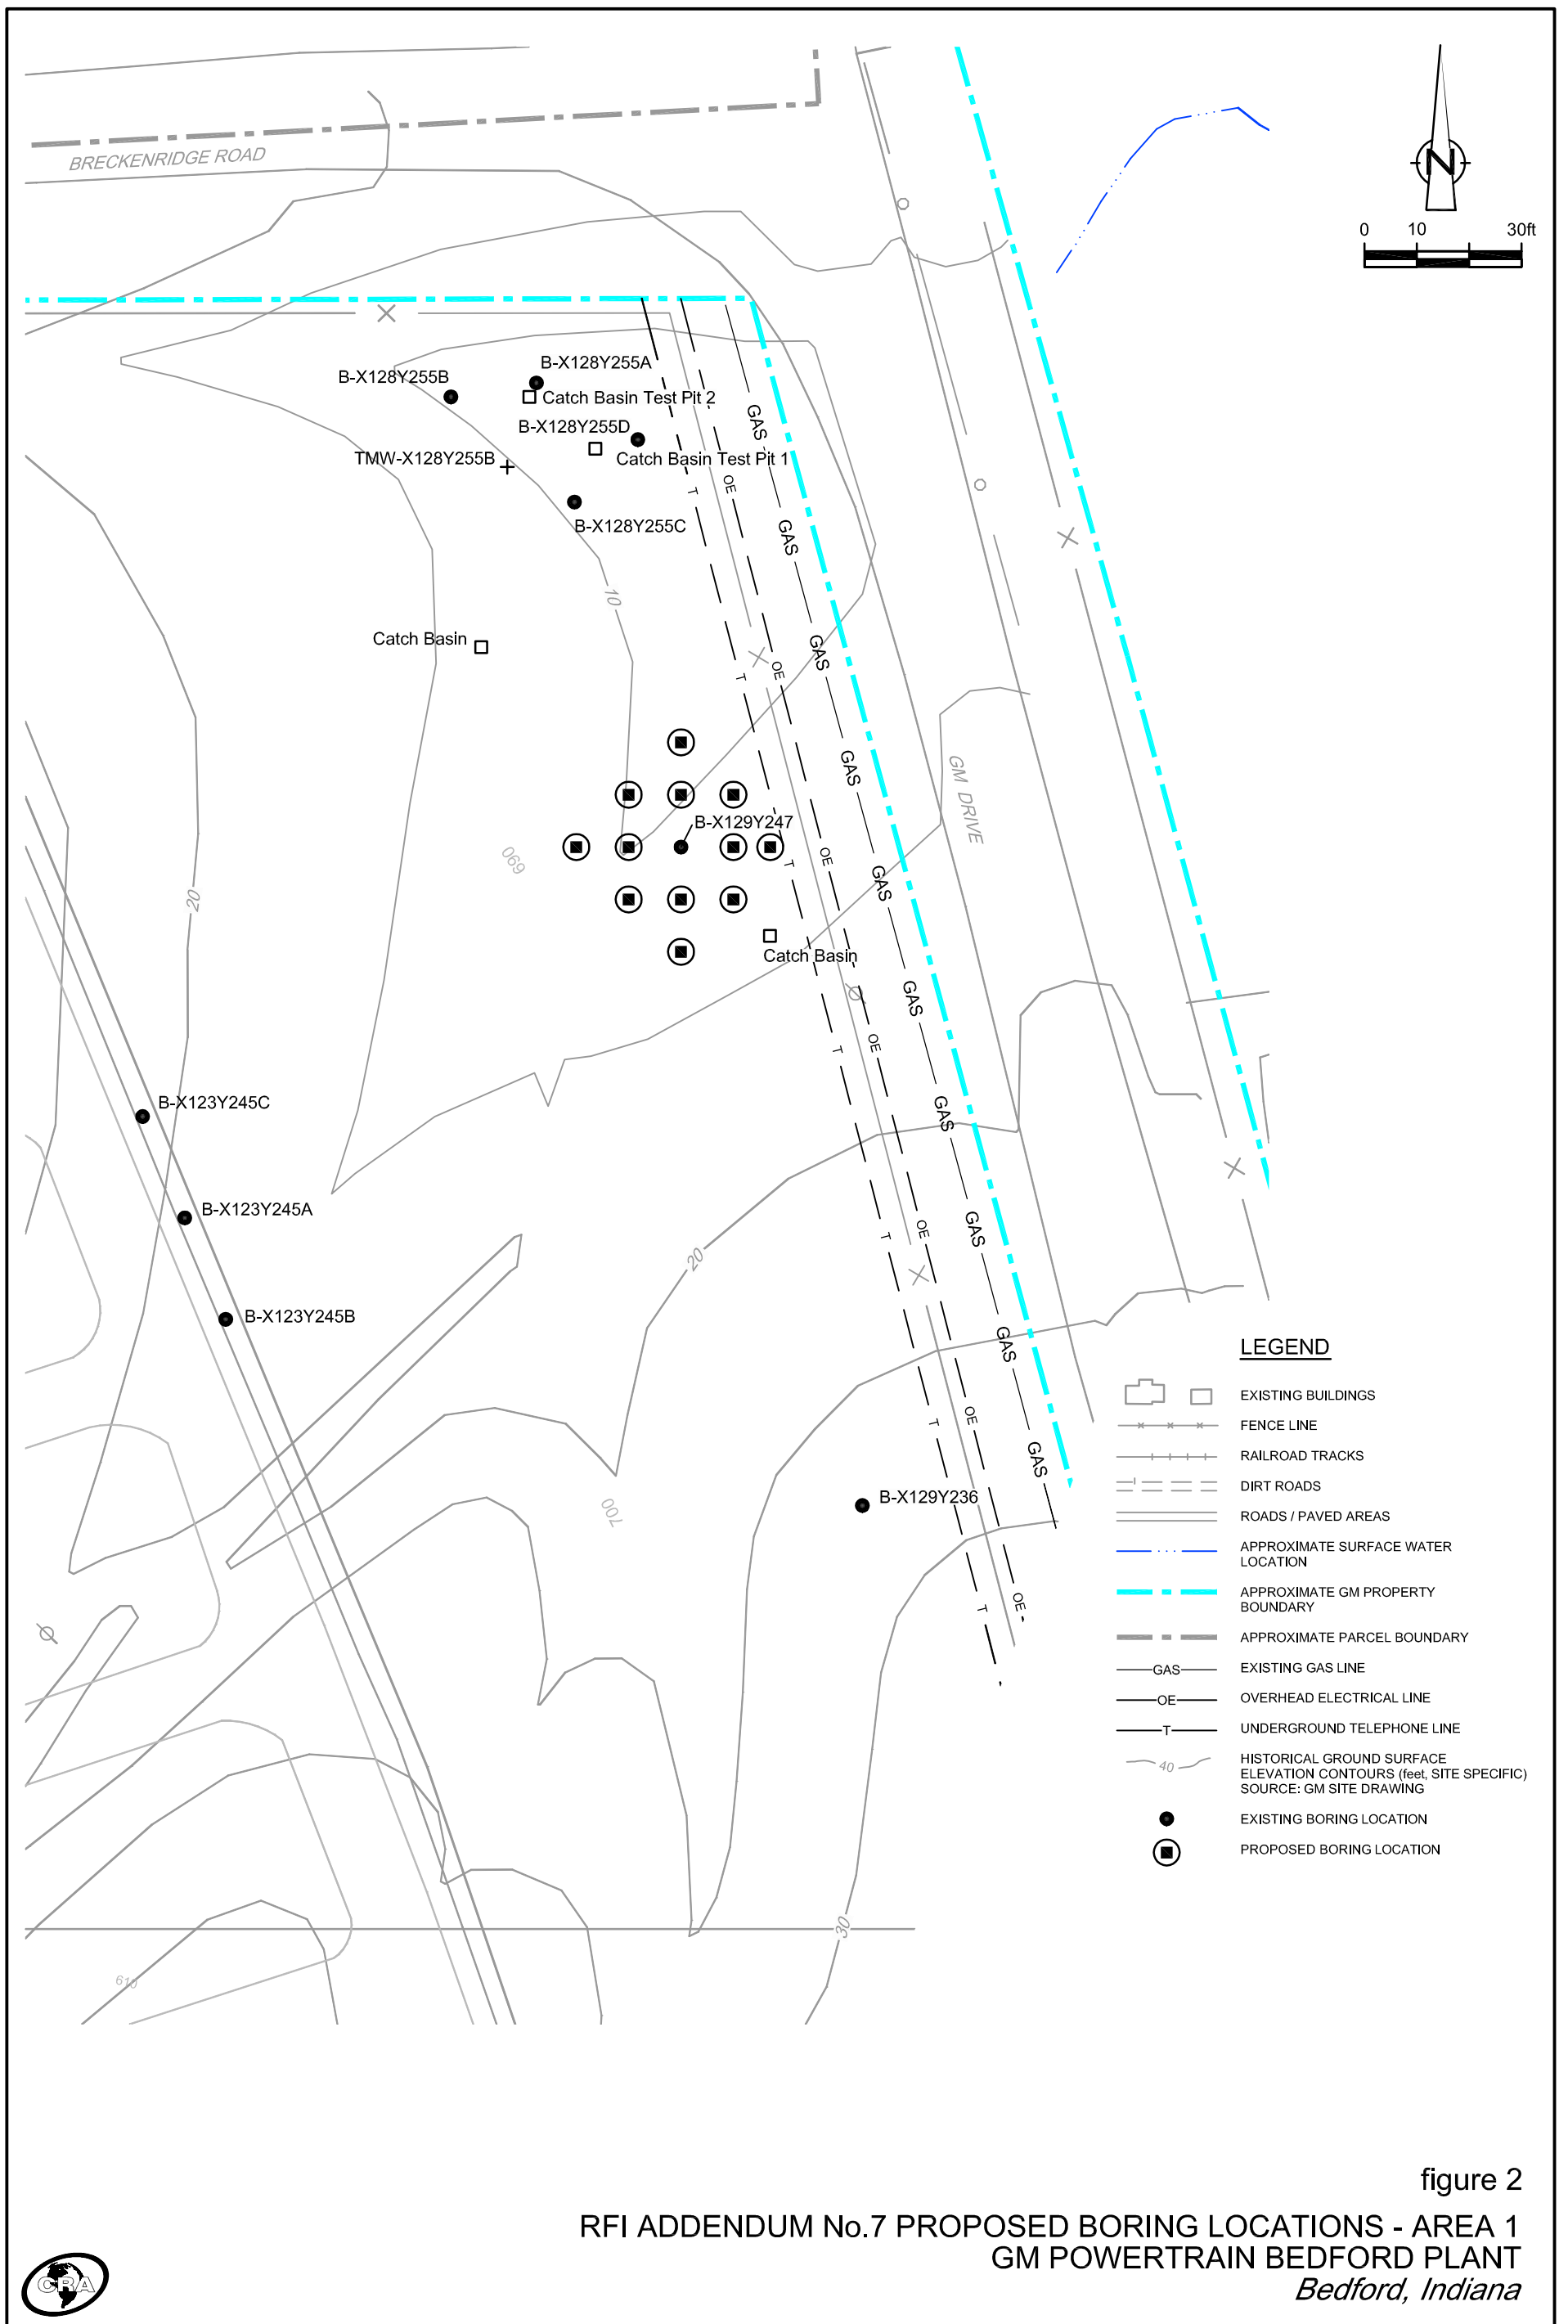 BRECKENRIDGE ROAD
N
0 10 30ft
B-X128Y255A
B-X128Y255B
Catch Basin Test Pit 2
B-X128Y255D
TMW-X128Y255B
Catch Basin Test Pit 1
B-X128Y255C
10
Catch Basin
GAS
GAS
GAS
GAS
GAS
GAS
GAS
GAS
GAS
GAS
OE
OE
OE
OE
OE
OE
OE
T
T
T
T
T
T
T
GM DRIVE
B-X129Y247
690
20
Catch Basin
B-X123Y245C
B-X123Y245A
20
B-X123Y245B
B-X129Y236
700
30
610
LEGEND
EXISTING BUILDINGS
FENCE LINE
RAILROAD TRACKS
DIRT ROADS
ROADS / PAVED AREAS
APPROXIMATE SURFACE WATER
LOCATION
APPROXIMATE GM PROPERTY
BOUNDARY
APPROXIMATE PARCEL BOUNDARY
GAS EXISTING GAS LINE
OE OVERHEAD ELECTRICAL LINE
T UNDERGROUND TELEPHONE LINE
40 HISTORICAL GROUND SURFACE
ELEVATION CONTOURS (feet, SITE SPECIFIC)
SOURCE: GM SITE DRAWING
EXISTING BORING LOCATION
PROPOSED BORING LOCATION
figure 2
RFI ADDENDUM No.7 PROPOSED BORING LOCATIONS - AREA 1
GM POWERTRAIN BEDFORD PLANT
Bedford, Indiana
CRA